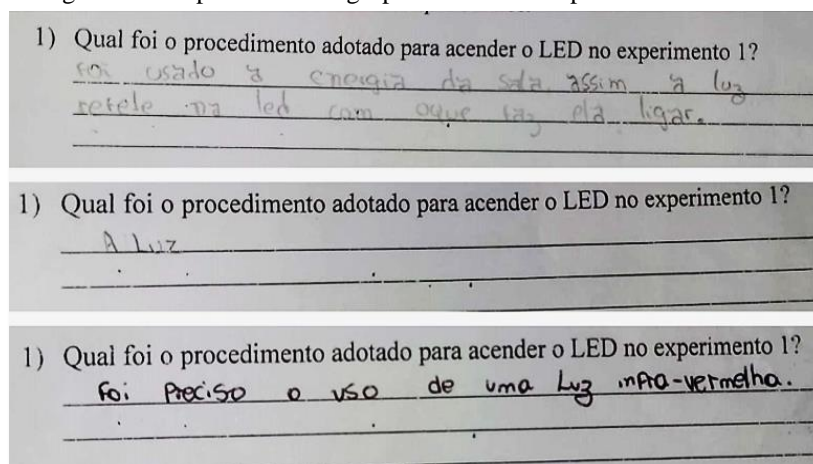 1) Qual foi o procedimento adotado para acender o LED no experimento 1?
foi usado a energia da sala assim a luz
refele na led com oque faz ela ligar.
1) Qual foi o procedimento adotado para acender o LED no experimento 1?
A Luz
1) Qual foi o procedimento adotado para acender o LED no experimento 1?
Foi Preciso o uso de uma Luz infra-vermelha.